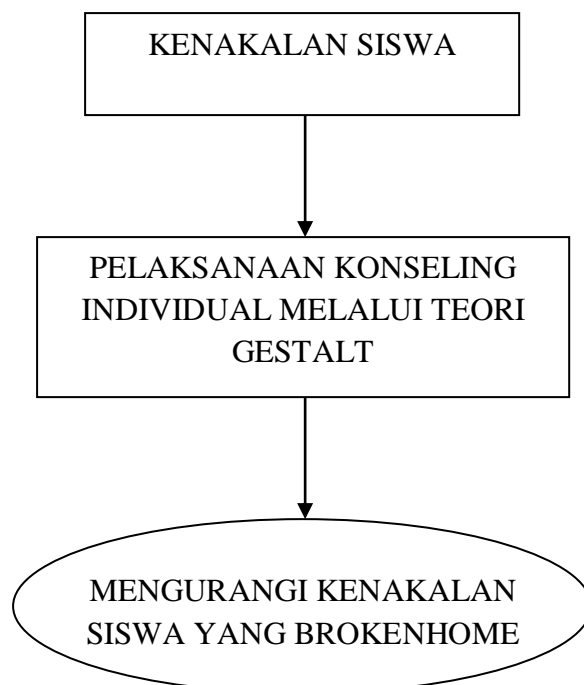 KENAKALAN SISWA
PELAKSANAAN KONSELING
INDIVIDUAL MELALUI TEORI
GESTALT
MENGURANGI KENAKALAN
SISWA YANG BROKENHOME